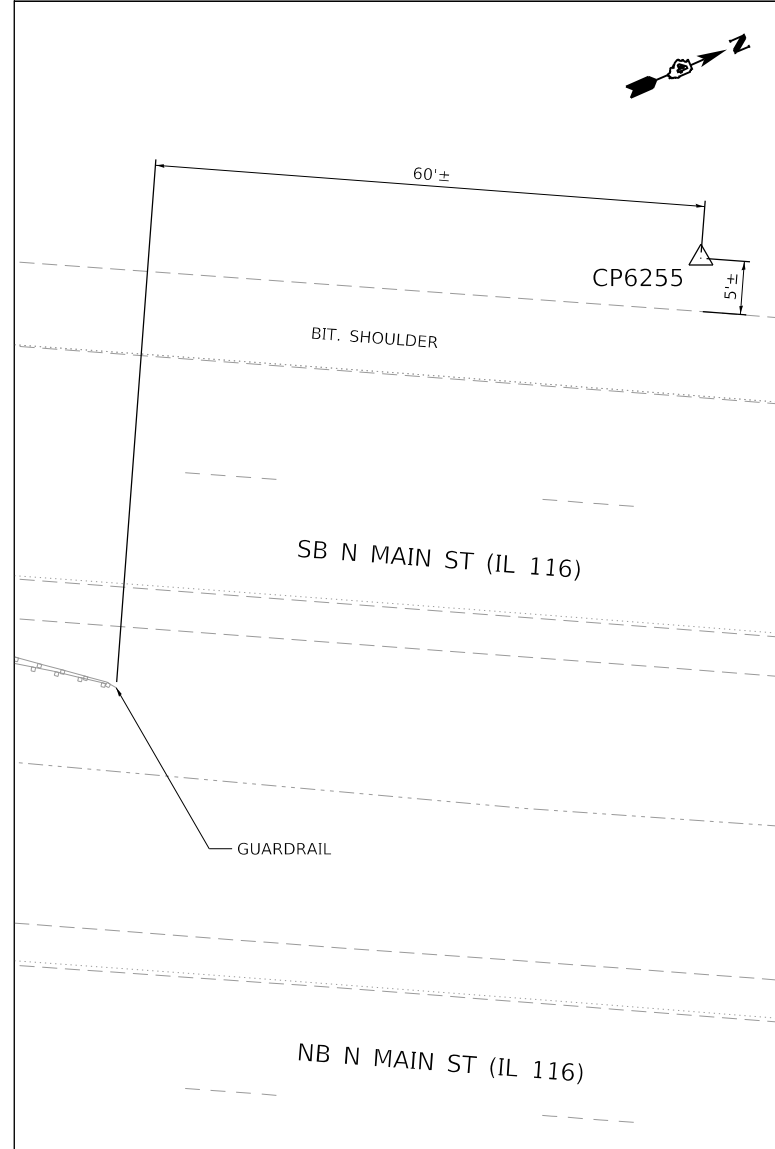 N
60'±
CP6255
5'±
BIT. SHOULDER
SB N MAIN ST (IL 116)
GUARDRAIL
NB N MAIN ST (IL 116)